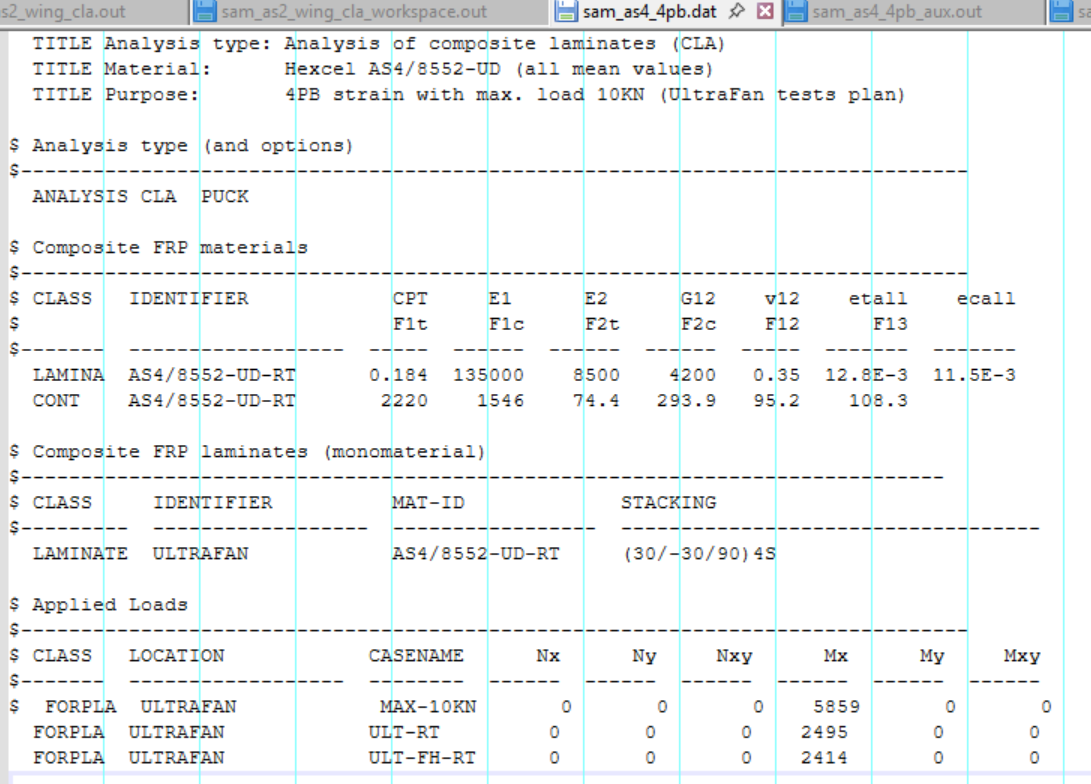 s2_wing_cla.out sam_as2_wing_cla_workspace.out sam_as4_4pb.dat sam_as4_4pb_aux.out
TITLE Analysis type: Analysis of composite laminates (CLA)
TITLE Material: Hexcel AS4/8552-UD (all mean values)
TITLE Purpose: 4PB strain with max. load 10KN (UltraFan tests plan)
$ Analysis type (and options)
$-------------------------------------------------------------------------------
ANALYSIS CLA PUCK
$ Composite FRP materials
$-------------------------------------------------------------------------------
$ CLASS IDENTIFIER CPT E1 E2 G12 v12 etall ecall
$ F1t F1c F2t F2c F12 F13
$------- ------------------ ----- ------ ------ ------ ----- ------- -------
LAMINA AS4/8552-UD-RT 0.184 135000 8500 4200 0.35 12.8E-3 11.5E-3
CONT AS4/8552-UD-RT 2220 1546 74.4 293.9 95.2 108.3
$ Composite FRP laminates (monomaterial)
$-----------------------------------------------------------------------------
$ CLASS IDENTIFIER MAT-ID STACKING
$--------- ------------------ ----------------- -----------------------------------
LAMINATE ULTRAFAN AS4/8552-UD-RT (30/-30/90)4S
$ Applied Loads
$-------------------------------------------------------------------------------
$ CLASS LOCATION CASENAME Nx Ny Nxy Mx My Mxy
$------- ------------------ -------- ------ ------ ------ ------ ------ ------
$ FORPLA ULTRAFAN MAX-10KN 0 0 0 5859 0 0
FORPLA ULTRAFAN ULT-RT 0 0 0 2495 0 0
FORPLA ULTRAFAN ULT-FH-RT 0 0 0 2414 0 0